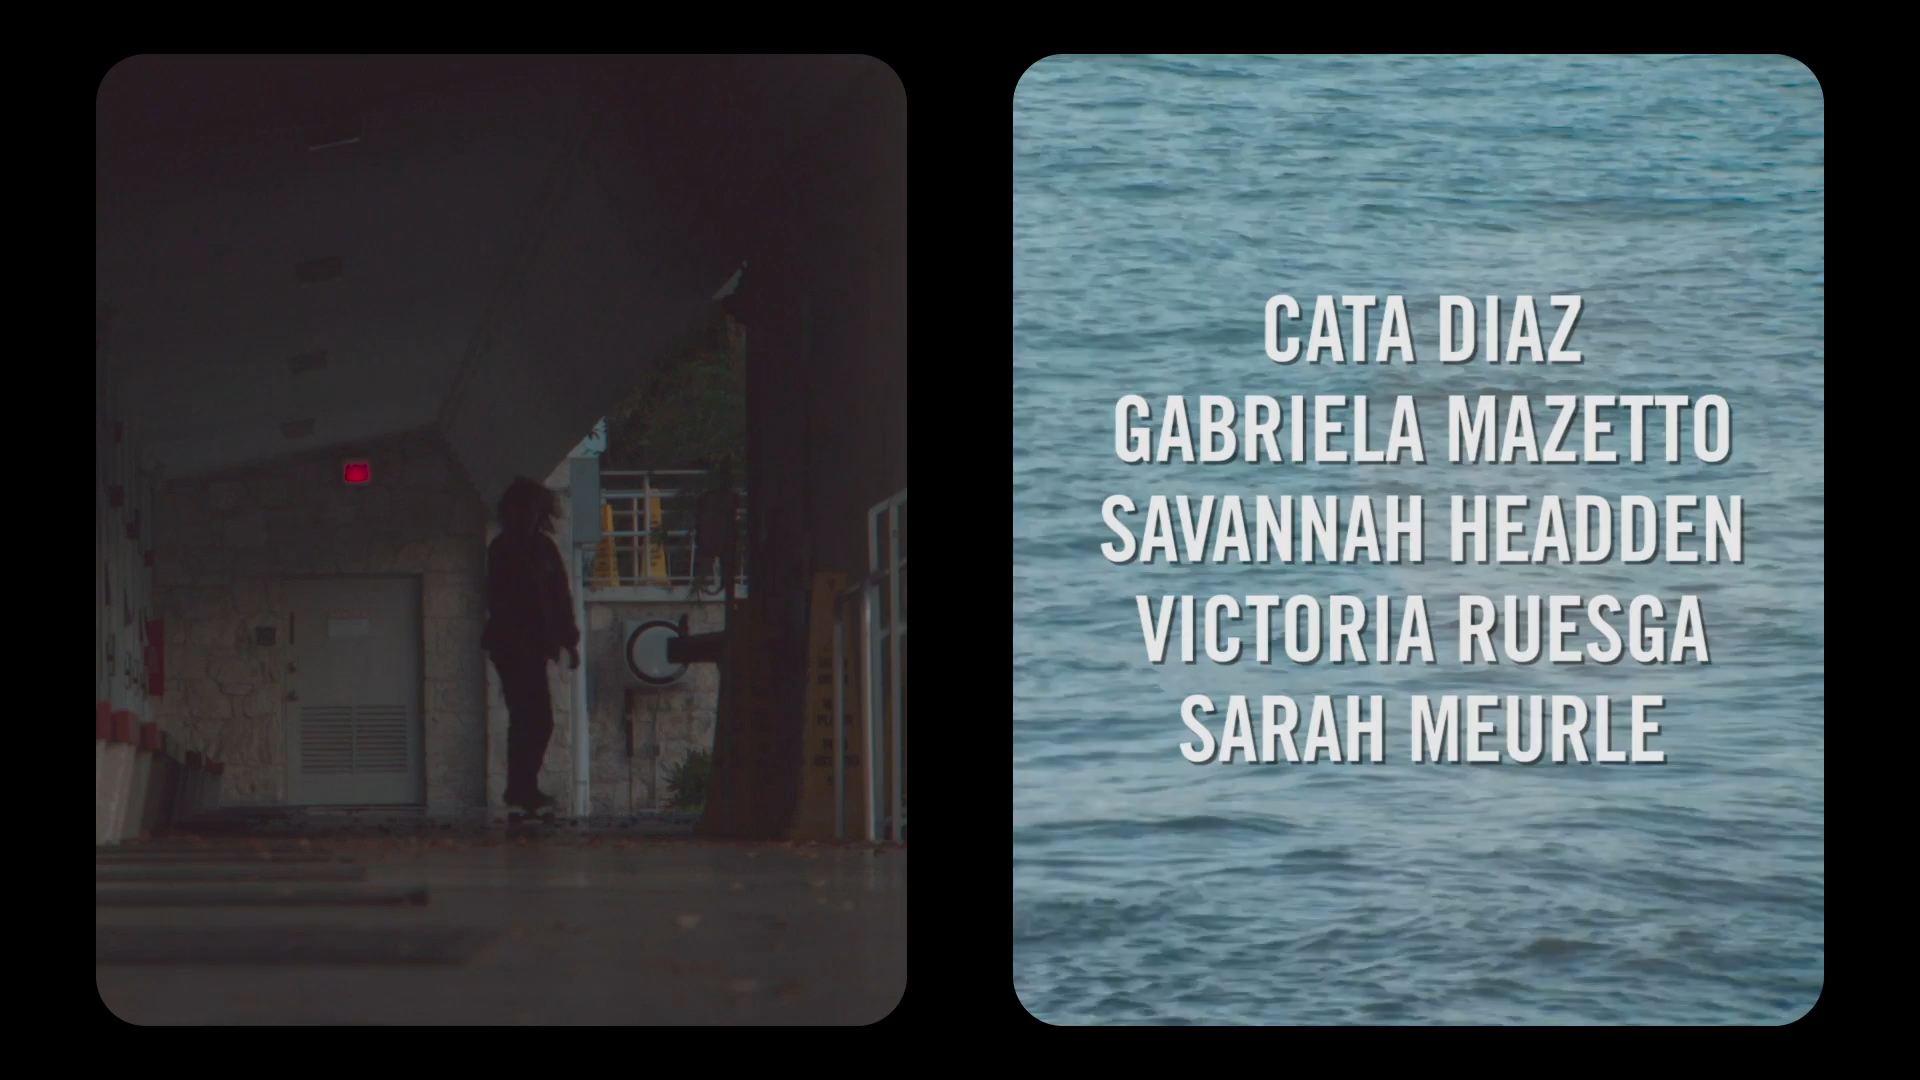 CATA DIAZ
GABRIELA MAZETTO
SAVANNAH HEADDEN
VICTORIA RUESGA
SARAH MEURLE